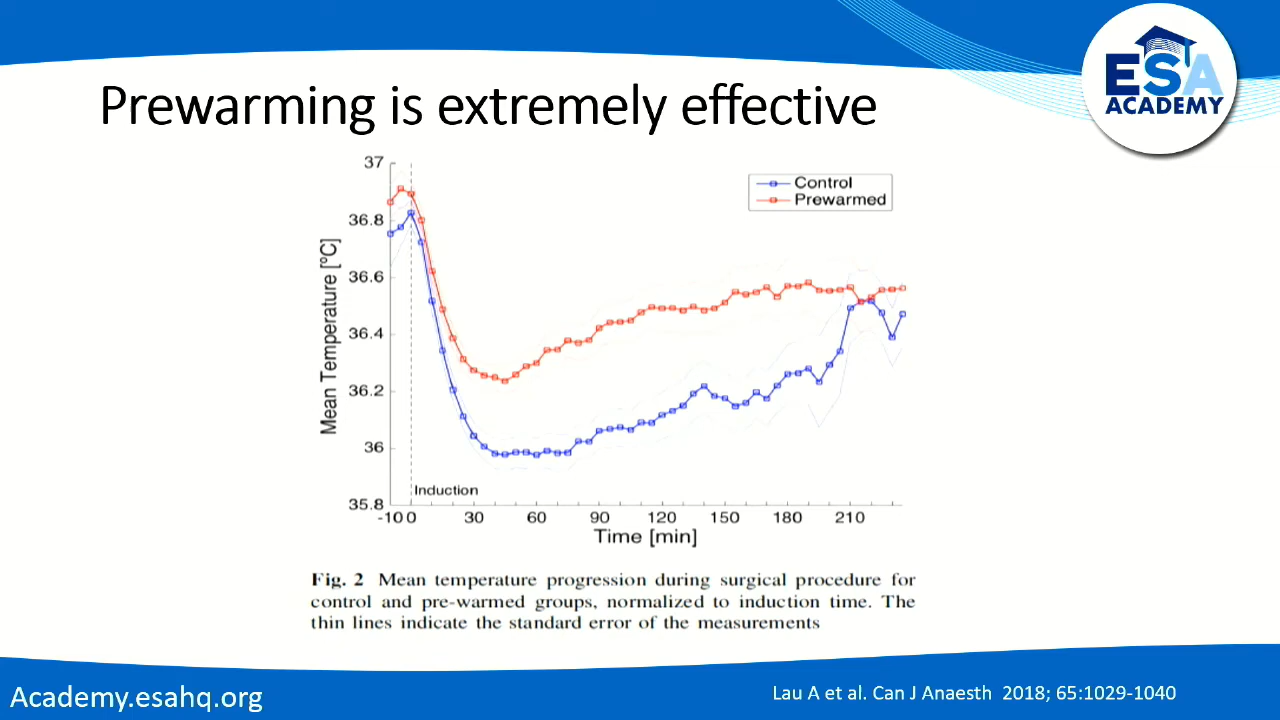 ESA
ACADEMY
Prewarming is extremely effective
37
36.8
36.6
36.4
36.2
36
35.8
Mean Temperature [°C]
Control
Prewarmed
Induction
-10 0 30 60 90 120 150 180 210
Time [min]
Fig. 2 Mean temperature progression during surgical procedure for
control and pre-warmed groups, normalized to induction time. The
thin lines indicate the standard error of the measurements
Academy.esahq.org
Lau A et al. Can J Anaesth 2018; 65:1029-1040